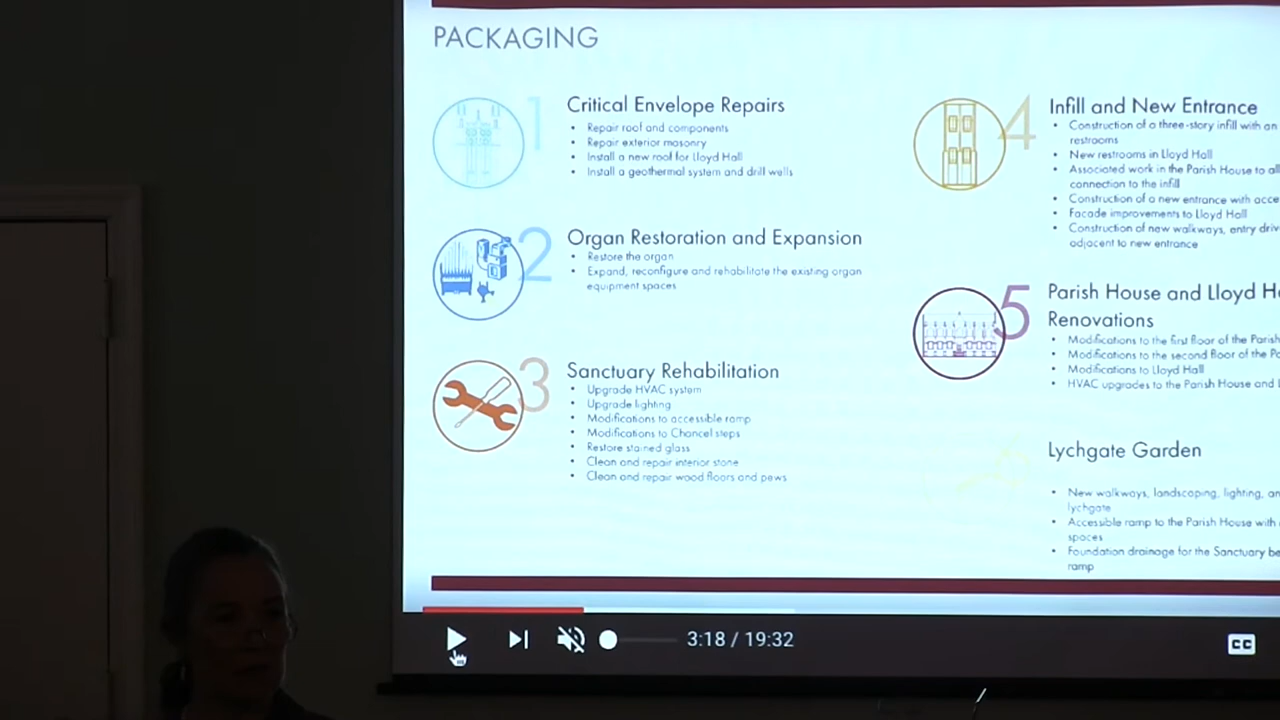 PACKAGING
1
Critical Envelope Repairs
• Repair roof and components
• Repair exterior masonry
• Install a new roof for Lloyd Hall
• Install a geothermal system and drill wells
2
Organ Restoration and Expansion
• Restore the organ
• Expand, reconfigure and rehabilitate the existing organ
equipment spaces
3
Sanctuary Rehabilitation
• Upgrade HVAC system
• Upgrade lighting
• Modifications to accessible ramp
• Modifications to Chancel steps
• Restore stained glass
• Clean and repair interior stone
• Clean and repair wood floors and pews
4
Infill and New Entrance
• Construction of a three-story infill with an
restrooms
• New restrooms in Lloyd Hall
• Associated work in the Parish House to
connection to the infill
• Construction of a new entrance with
• Facade improvements to Lloyd Hall
• Construction of new walkways, entry
adjacent to new entrance
5
Parish House and Lloyd
Renovations
• Modifications to the first floor of the Parish
• Modifications to the second floor of the
• Modifications to Lloyd Hall
• HVAC upgrades to the Parish House and
Lychgate Garden
• New walkways, landscaping, lighting,
lychgate
• Accessible ramp to the Parish House with
spaces
• Foundation drainage for the Sanctuary
ramp
3:18 / 19:32
CC